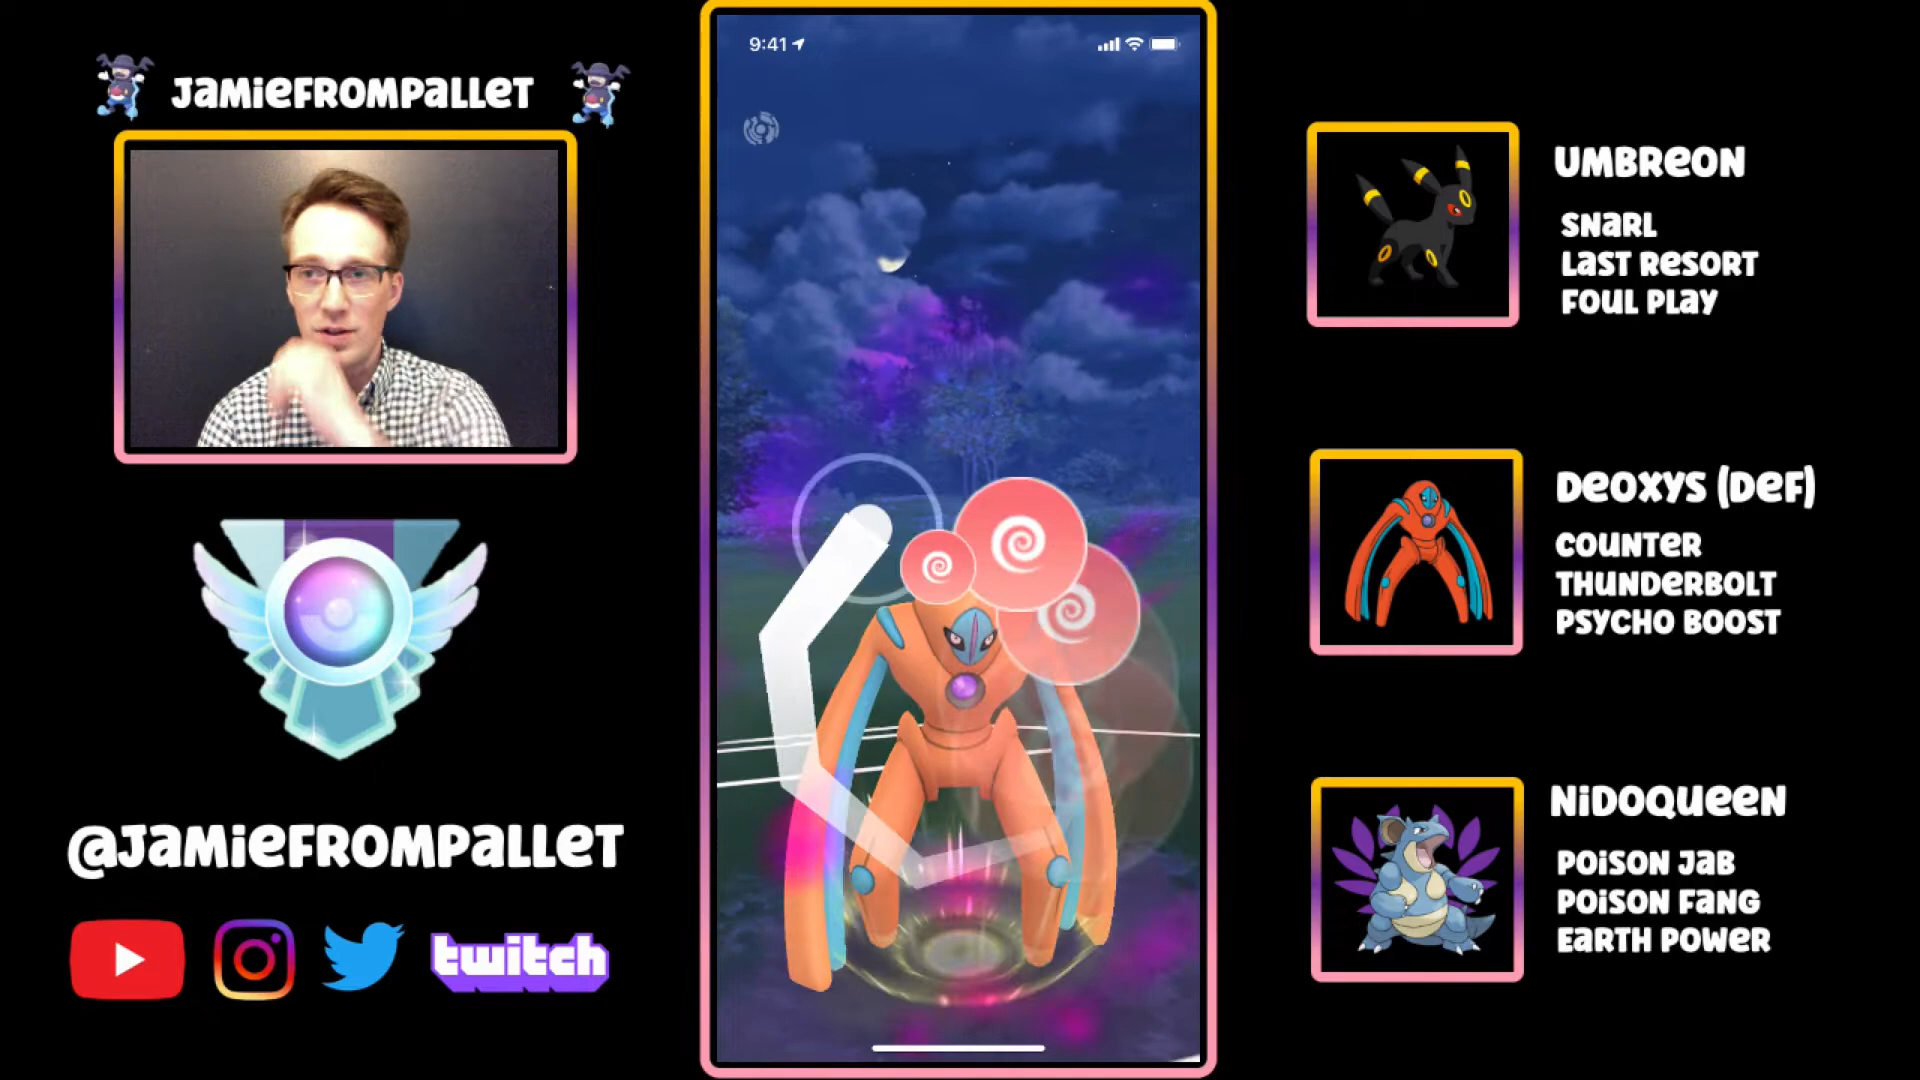 JAMIEFROMPALLET
@JAMIEFROMPALLET
twitch
9:41
UMBREON
SNARL
LAST RESORT
FOUL PLAY
DEOXYS (DEF)
COUNTER
THUNDERBOLT
PSYCHO BOOST
NIDOQUEEN
POISON JAB
POISON FANG
EARTH POWER